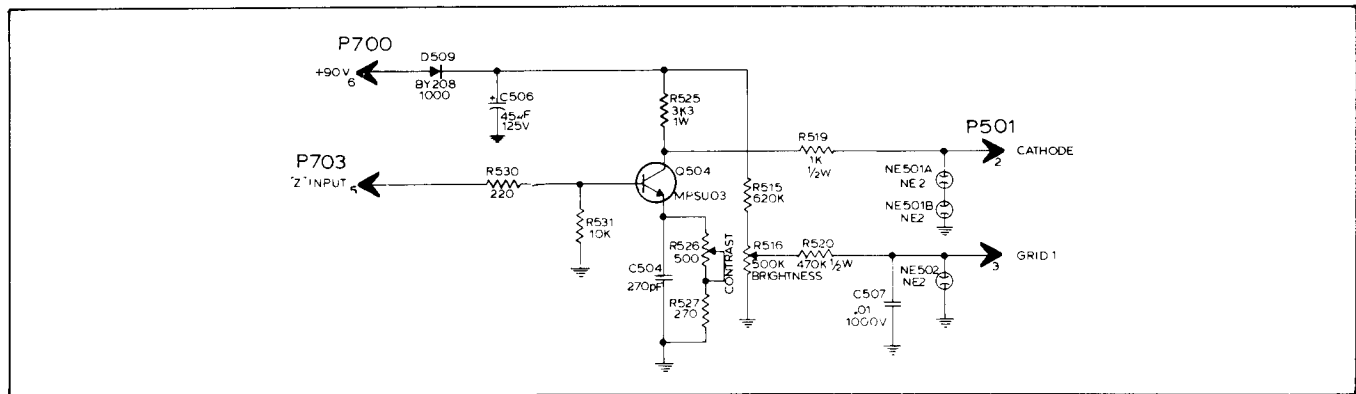 P700
+90V
6
D509
BY208
1000
+
C506
45µF
125V
R525
3K3
1W
R519
1K
½W
P501
2
CATHODE
P703
"Z" INPUT
5
R530
220
R531
10K
Q504
MPSU03
NE501A
NE2
NE501B
NE2
R515
620K
R526
500
CONTRAST
R516
500K
BRIGHTNESS
R520
470K ½W
3
GRID 1
C504
270pF
R527
270
C507
.01
1000V
NE502
NE2